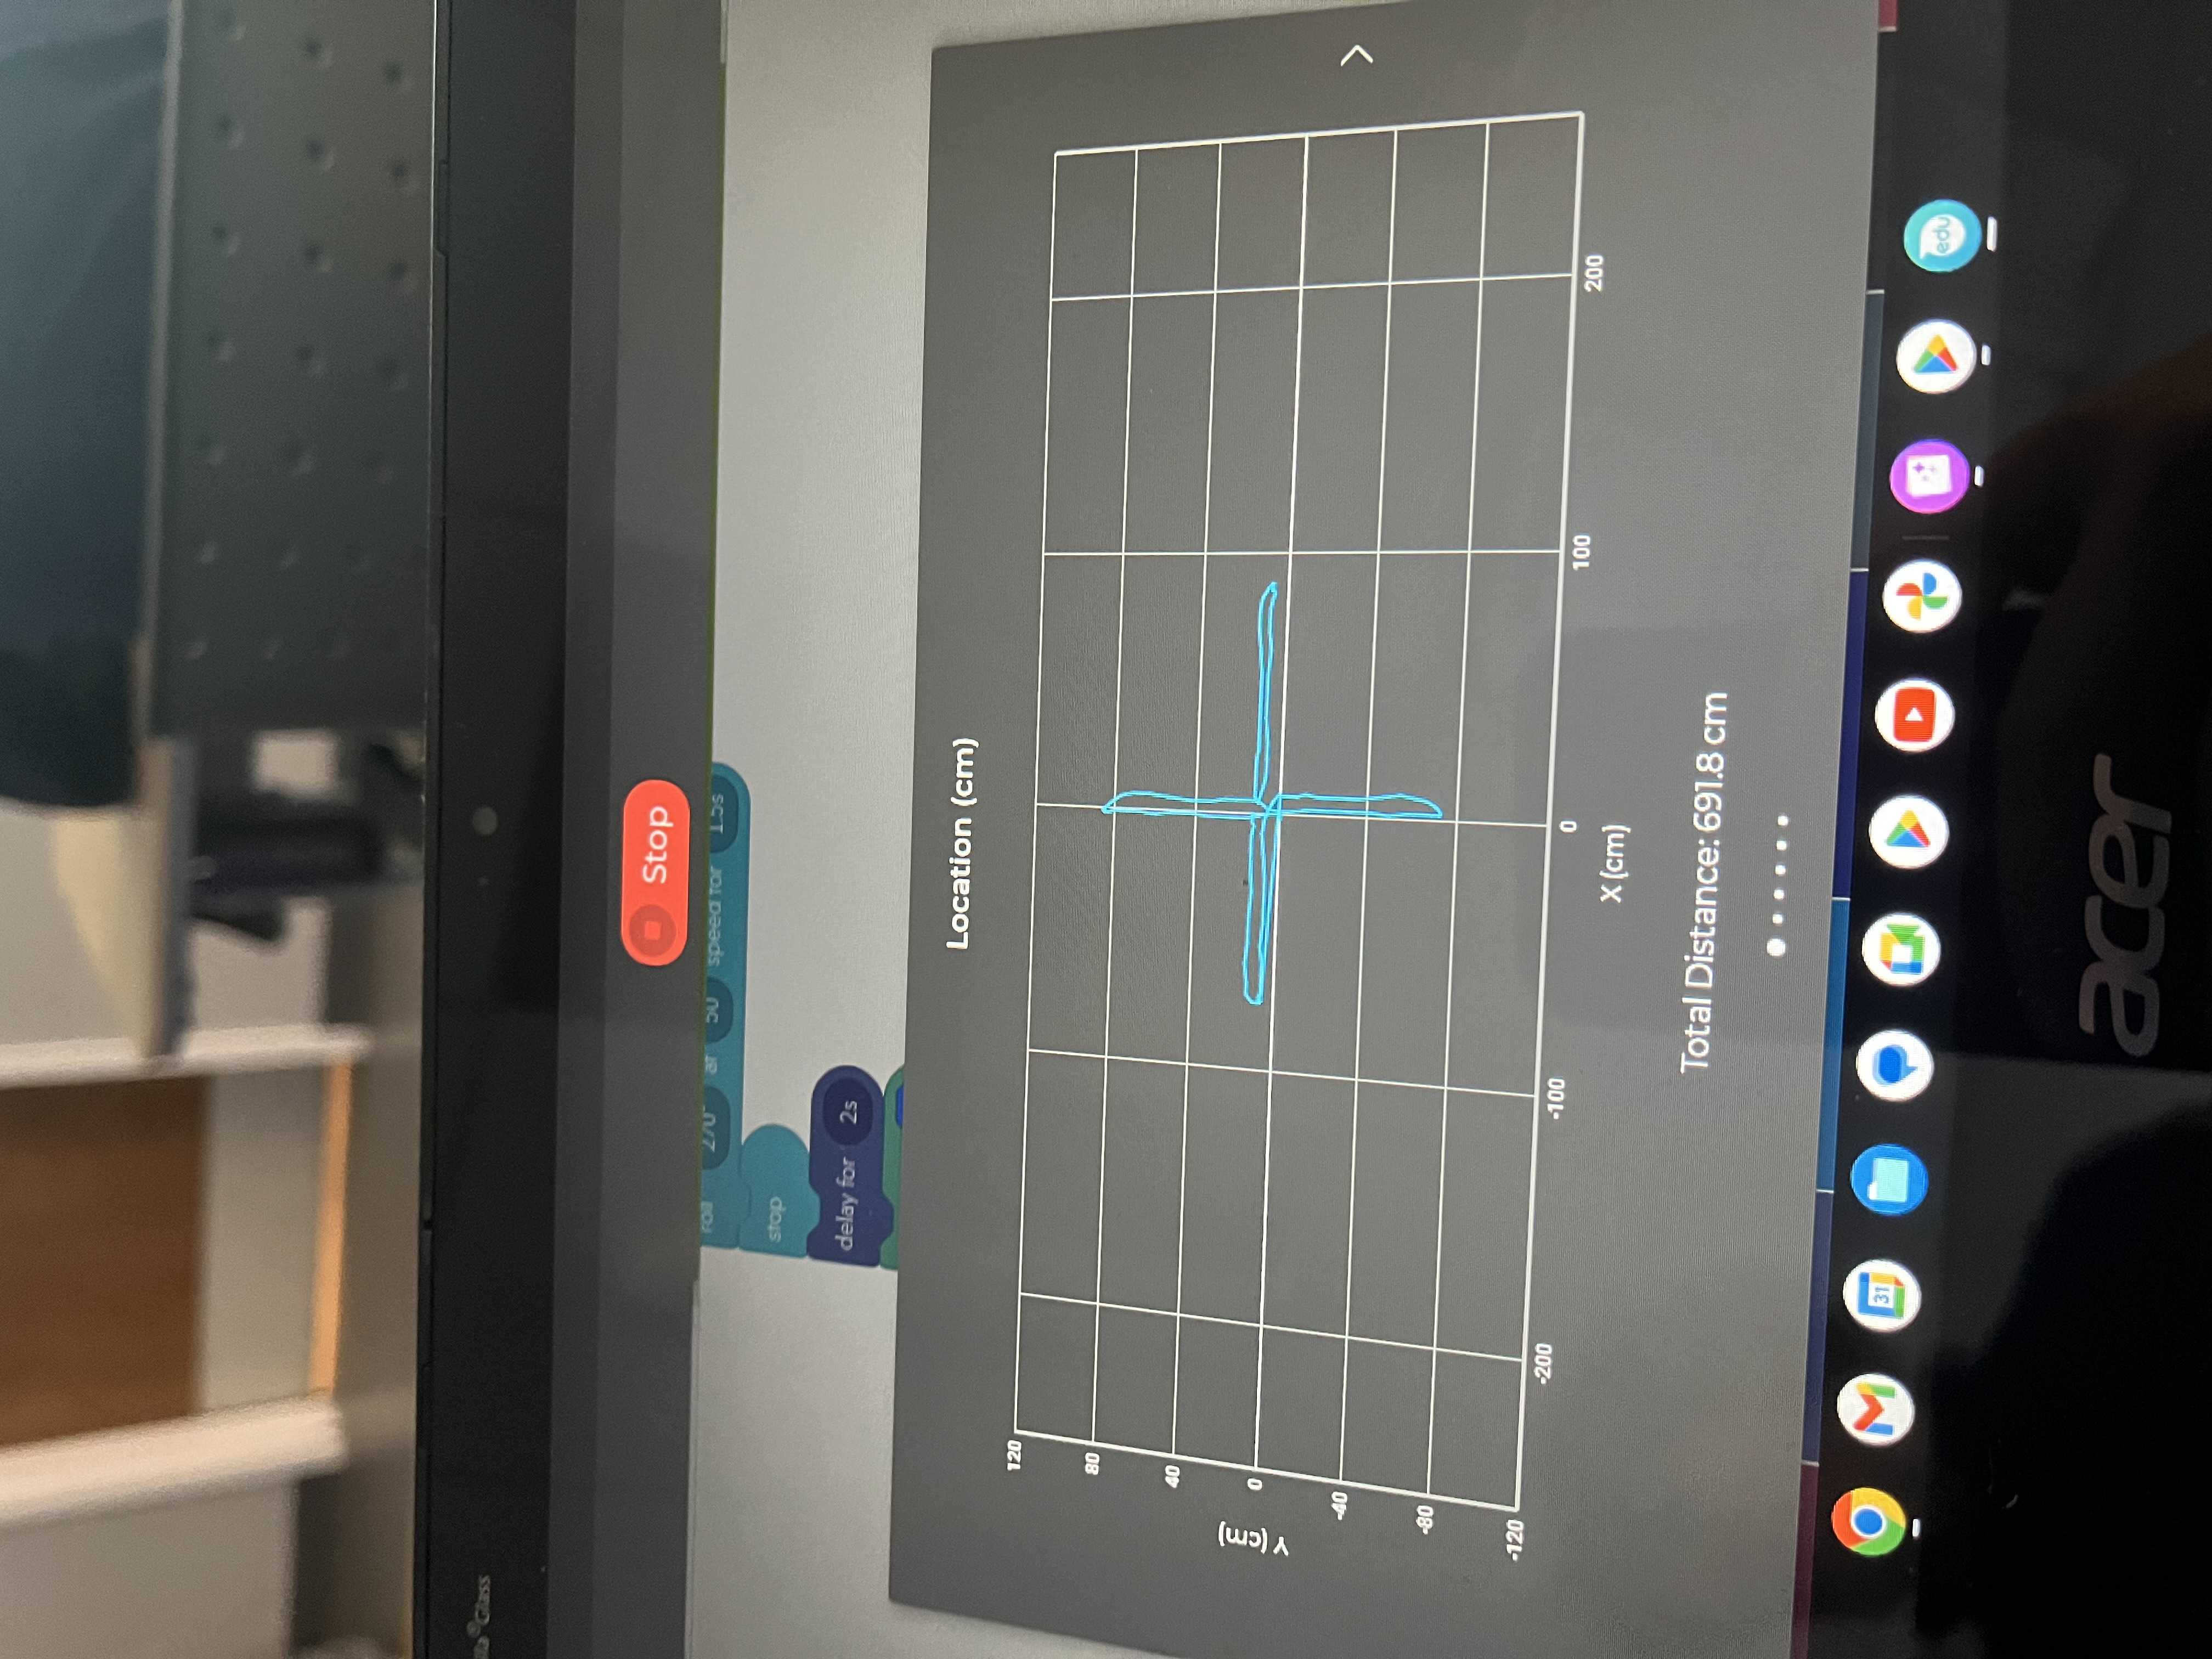 illa® Glass
Stop
roll 270° at 50 speed for 1.5s
stop
delay for 2s
Location (cm)
120
80
40
0
-40
-80
-120
Y (cm)
-200 -100 0 100 200
X (cm)
Total Distance: 691.8 cm
31
edu
acer